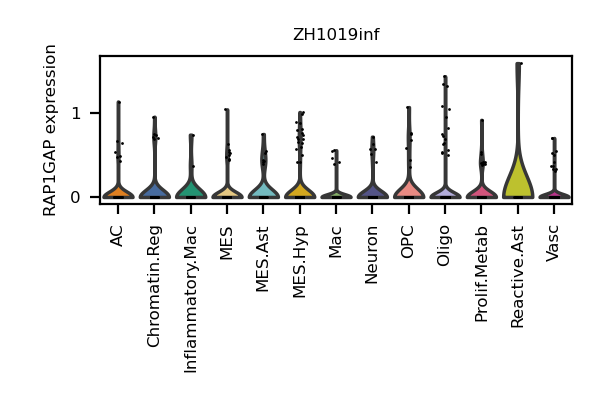 ZH1019inf
RAP1GAP expression
1
0
AC
Chromatin.Reg
Inflammatory.Mac
MES
MES.Ast
MES.Hyp
Mac
Neuron
OPC
Oligo
Prolif.Metab
Reactive.Ast
Vasc